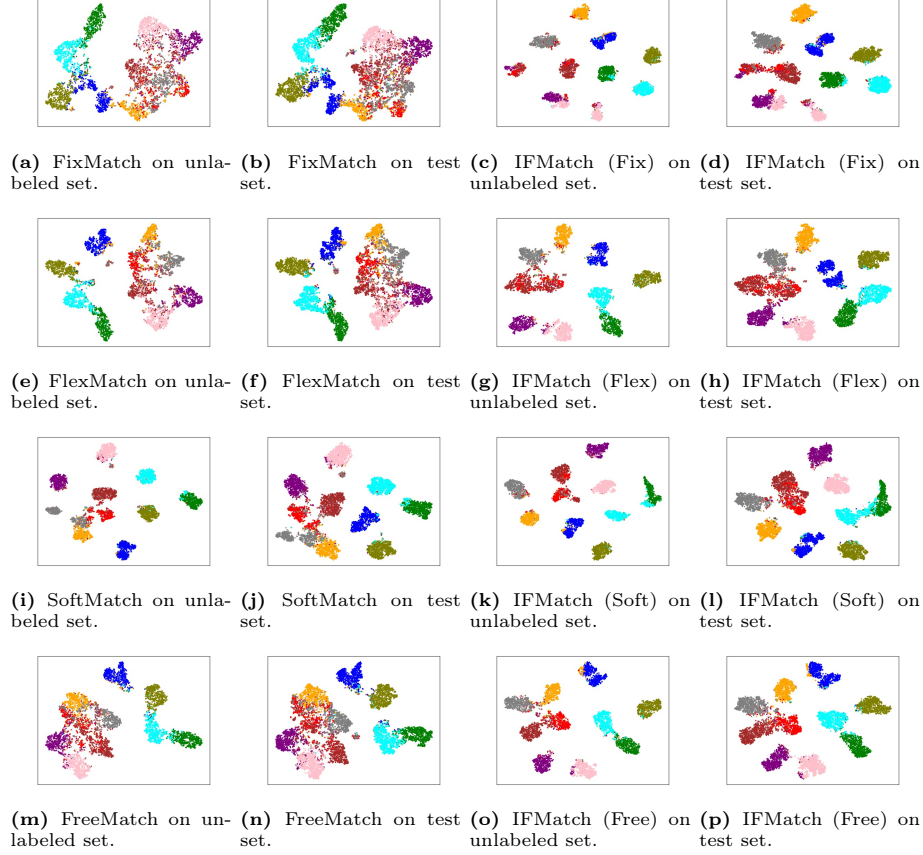 (a) FixMatch on unla-
beled set.
(b) FixMatch on test
set.
(c) IFMatch (Fix) on
unlabeled set.
(d) IFMatch (Fix) on
test set.
(e) FlexMatch on unla-
beled set.
(f) FlexMatch on test
set.
(g) IFMatch (Flex) on
unlabeled set.
(h) IFMatch (Flex) on
test set.
(i) SoftMatch on unla-
beled set.
(j) SoftMatch on test
set.
(k) IFMatch (Soft) on
unlabeled set.
(l) IFMatch (Soft) on
test set.
(m) FreeMatch on un-
labeled set.
(n) FreeMatch on test
set.
(o) IFMatch (Free) on
unlabeled set.
(p) IFMatch (Free) on
test set.